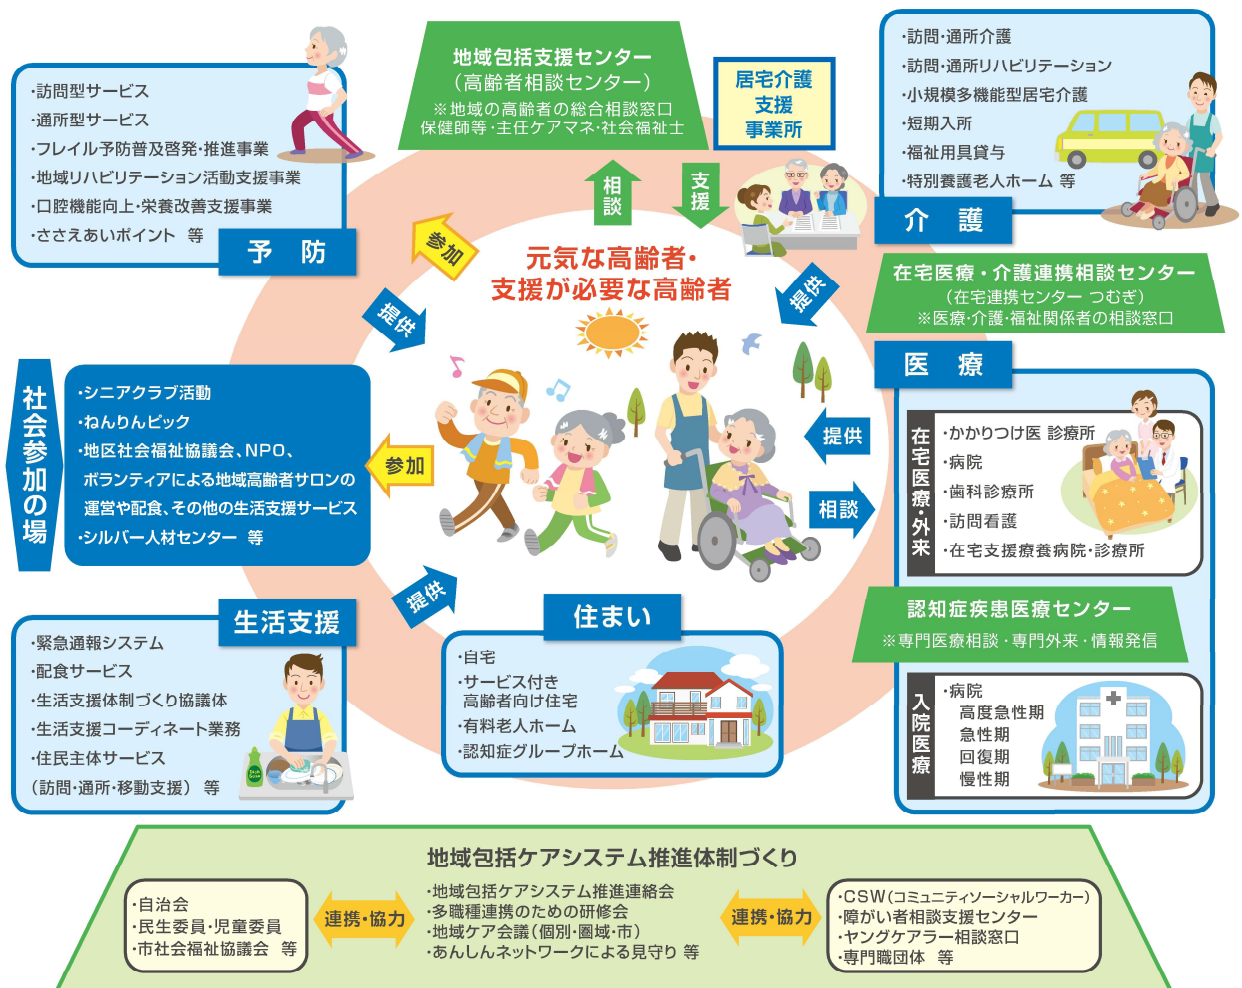 地域包括支援センター
（高齢者相談センター）
※地域の高齢者の総合相談窓口
保健師等・主任ケアマネ・社会福祉士
居宅介護
支援
事業所
・訪問型サービス
・通所型サービス
・フレイル予防普及啓発・推進事業
・地域リハビリテーション活動支援事業
・口腔機能向上・栄養改善支援事業
・ささえあいポイント 等
予 防
・訪問・通所介護
・訪問・通所リハビリテーション
・小規模多機能型居宅介護
・短期入所
・福祉用具貸与
・特別養護老人ホーム 等
介 護
相談
支援
参加
提供
提供
元気な高齢者・
支援が必要な高齢者
在宅医療・介護連携相談センター
（在宅連携センター つむぎ）
※医療・介護・福祉関係者の相談窓口
社会参加の場
・シニアクラブ活動
・ねんりんピック
・地区社会福祉協議会、NPO、
ボランティアによる地域高齢者サロンの
運営や配食、その他の生活支援サービス
・シルバー人材センター 等
参加
提供
相談
医 療
在宅医療・外来
・かかりつけ医 診療所
・病院
・歯科診療所
・訪問看護
・在宅支援療養病院・診療所
認知症疾患医療センター
※専門医療相談・専門外来・情報発信
入院医療
・病院
高度急性期
急性期
回復期
慢性期
生活支援
・緊急通報システム
・配食サービス
・生活支援体制づくり協議体
・生活支援コーディネート業務
・住民主体サービス
（訪問・通所・移動支援） 等
提供
住まい
・自宅
・サービス付き
高齢者向け住宅
・有料老人ホーム
・認知症グループホーム
地域包括ケアシステム推進体制づくり
・自治会
・民生委員・児童委員
・市社会福祉協議会 等
連携・協力
・地域包括ケアシステム推進連絡会
・多職種連携のための研修会
・地域ケア会議（個別・圏域・市）
・あんしんネットワークによる見守り 等
連携・協力
・CSW（コミュニティソーシャルワーカー）
・障がい者相談支援センター
・ヤングケアラー相談窓口
・専門職団体 等